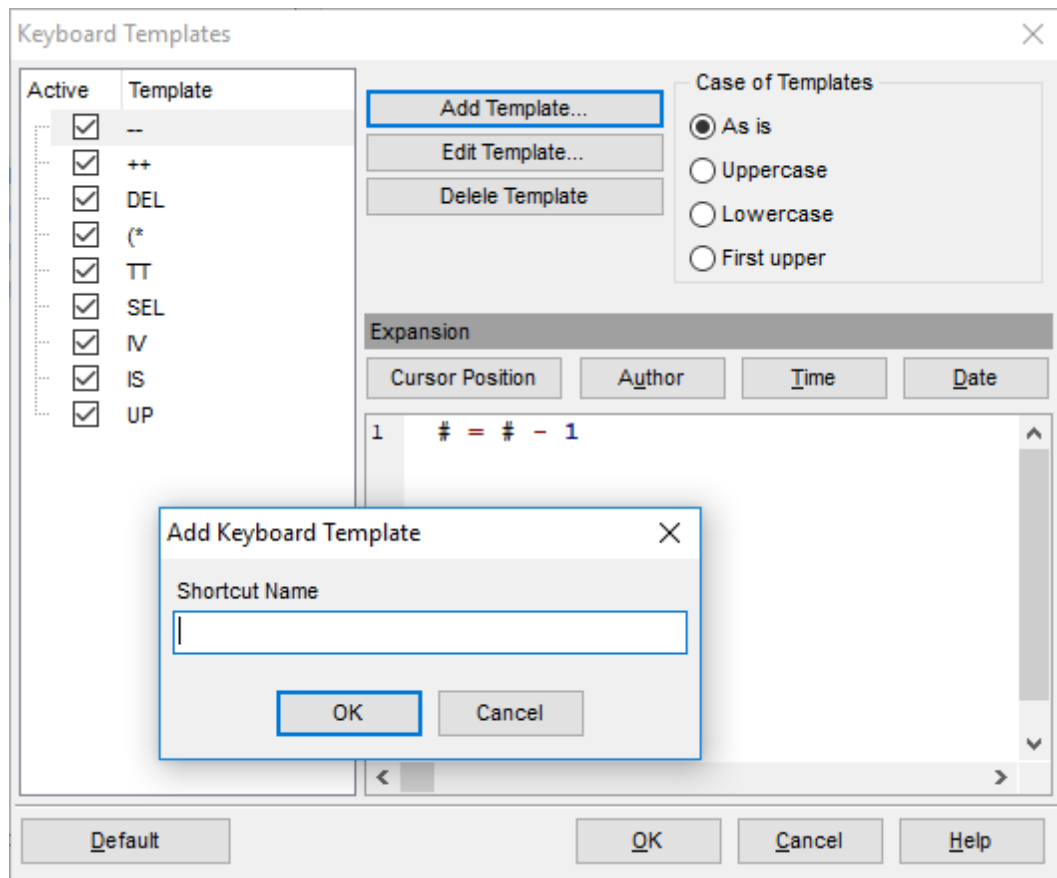 Keyboard Templates
Active Template
--
++
DEL
(*
TT
SEL
IV
IS
UP
Add Template...
Edit Template...
Delele Template
Case of Templates
As is
Uppercase
Lowercase
First upper
Expansion
Cursor Position Author Time Date
1 # = # - 1
Add Keyboard Template
Shortcut Name
OK Cancel
Default OK Cancel Help